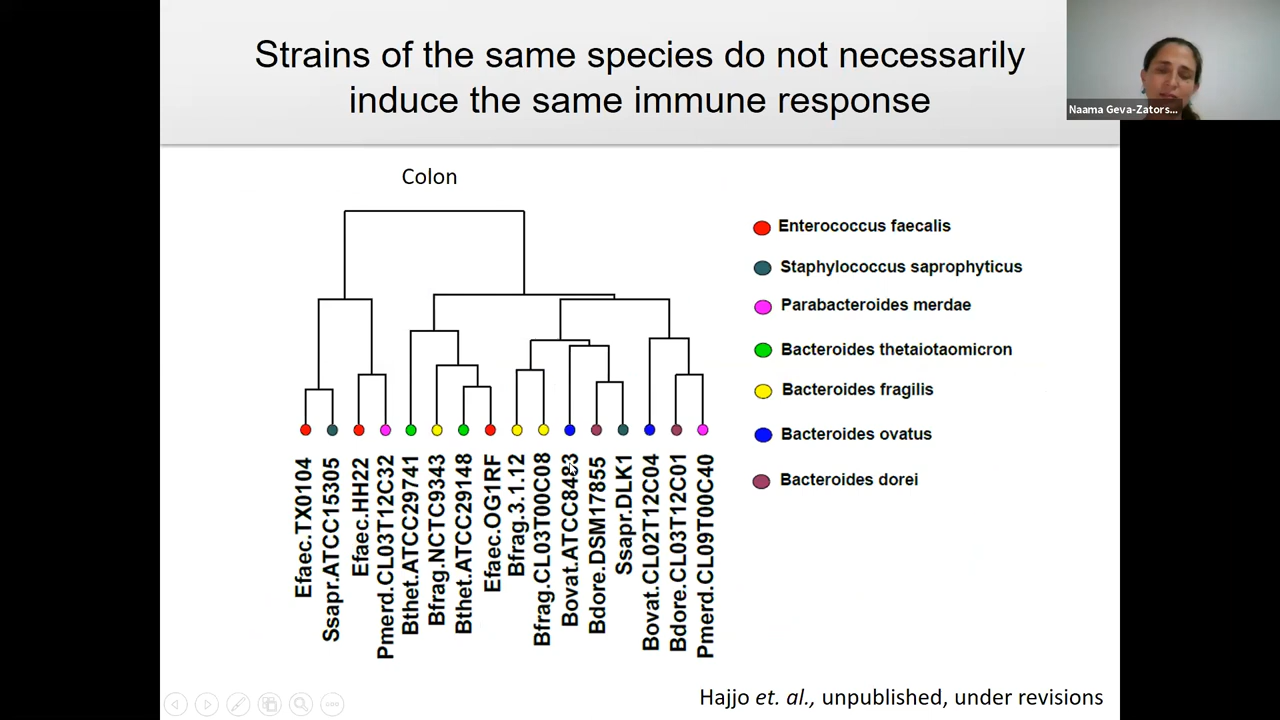 Strains of the same species do not necessarily
induce the same immune response
Naama Geva-Zators...
Colon
Enterococcus faecalis
Staphylococcus saprophyticus
Parabacteroides merdae
Bacteroides thetaiotaomicron
Bacteroides fragilis
Bacteroides ovatus
Bacteroides dorei
Efaec.TX0104
Ssapr.ATCC15305
Efaec.HH22
Pmerd.CL03T12C32
Bthet.ATCC29741
Bfrag.NCTC9343
Bthet.ATCC29148
Efaec.OG1RF
Bfrag.3.1.12
Bfrag.CL03T00C08
Bovat.ATCC8483
Bdore.DSM17855
Ssapr.DLK1
Bovat.CL02T12C04
Bdore.CL03T12C01
Pmerd.CL09T00C40
Hajjo et. al., unpublished, under revisions